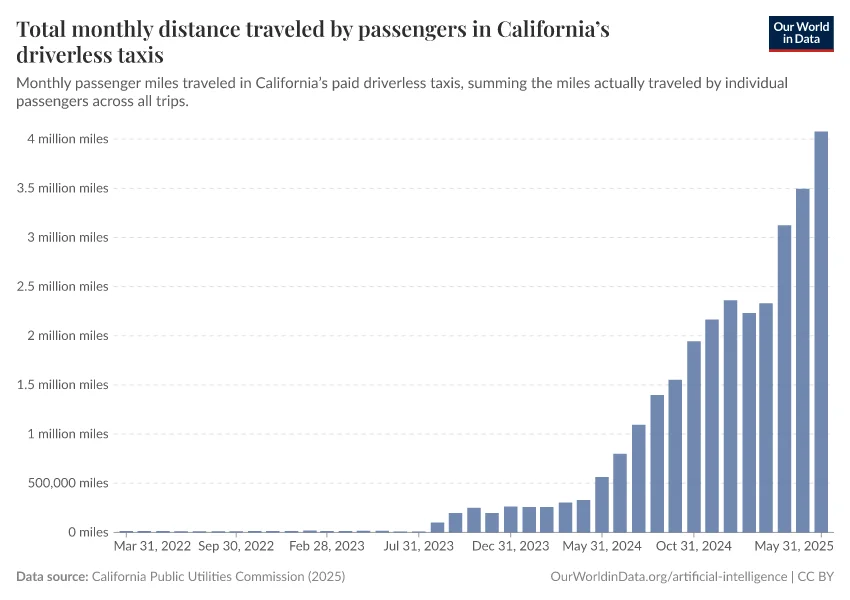 Total monthly distance traveled by passengers in California's
driverless taxis
Our World
in Data
Monthly passenger miles traveled in California's paid driverless taxis, summing the miles actually traveled by individual
passengers across all trips.
4 million miles
3.5 million miles
3 million miles
2.5 million miles
2 million miles
1.5 million miles
1 million miles
500,000 miles
0 miles
Mar 31, 2022 Sep 30, 2022 Feb 28, 2023 Jul 31, 2023 Dec 31, 2023 May 31, 2024 Oct 31, 2024 May 31, 2025
Data source: California Public Utilities Commission (2025)
OurWorldinData.org/artificial-intelligence | CC BY